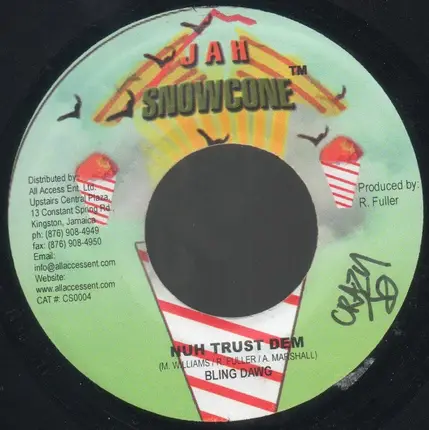 JAH
SNOWCONE™
Distributed by:
All Access Ent. Ltd.
Upstairs Central Plaza,
13 Constant Spring Rd.
Kingston, Jamaica
ph: (876) 908-4949
fax: (876) 908-4950
Email:
info@allaccessent.com
Website:
www.allaccessent.com
CAT #: CS0004
Produced by:
R. Fuller
CRAZY
NUH TRUST DEM
(M. WILLIAMS / R. FULLER / A. MARSHALL)
BLING DAWG